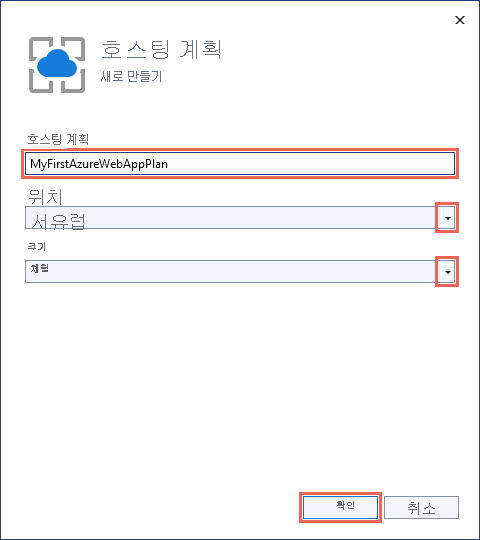 호스팅 계획
새로 만들기
호스팅 계획
MyFirstAzureWebAppPlan
위치
서유럽
크기
체험
확인
취소